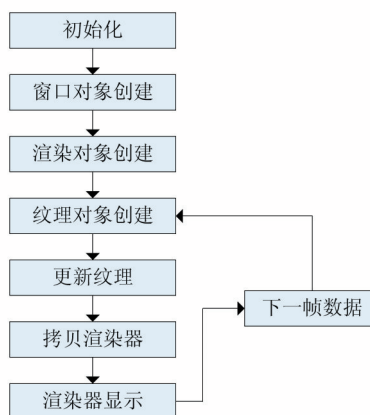 初始化
窗口对象创建
渲染对象创建
纹理对象创建
更新纹理
下一帧数据
拷贝渲染器
渲染器显示